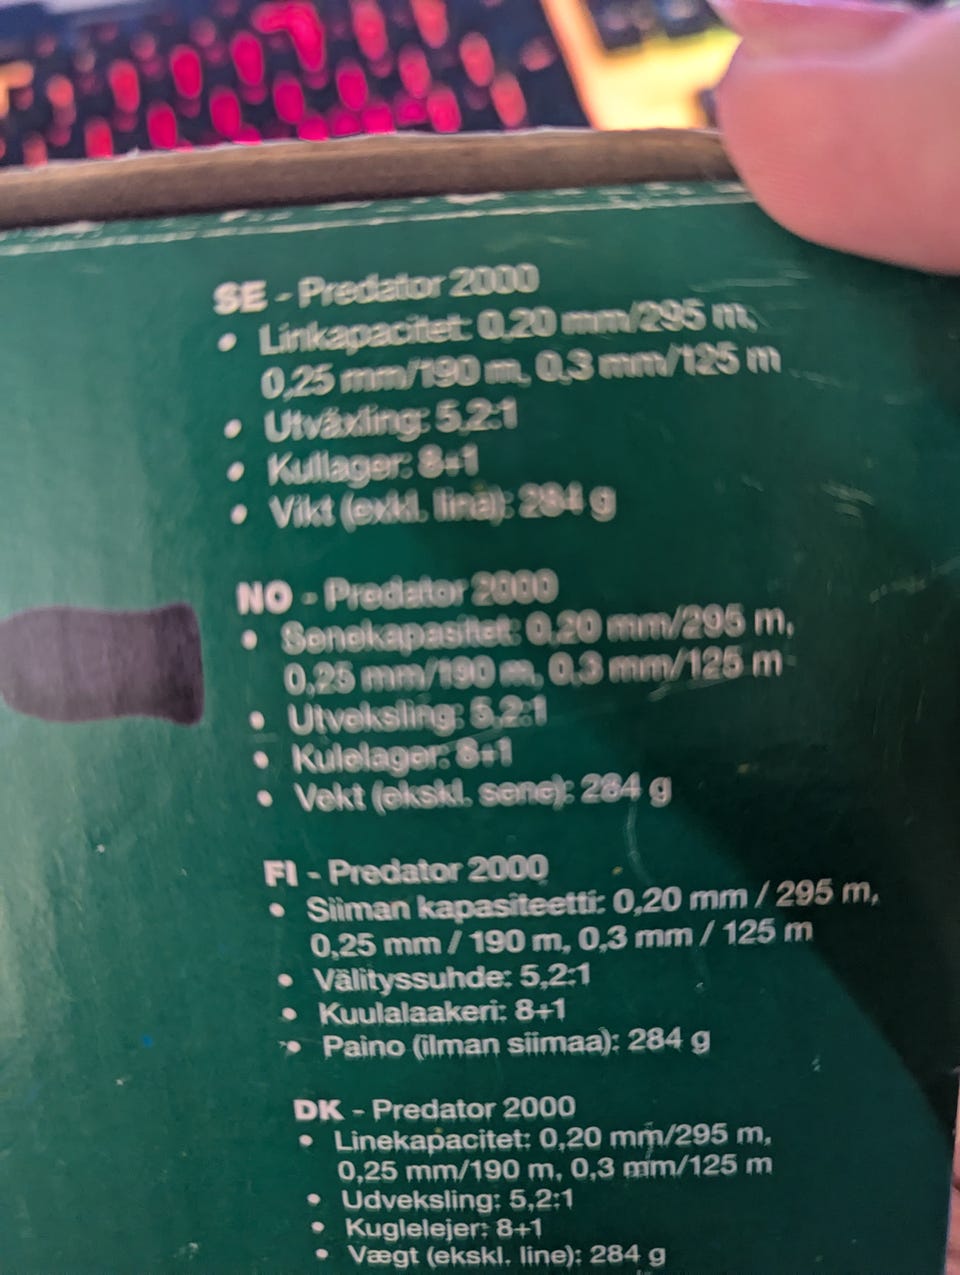 SE - Predator 2000
• Linkapacitet: 0,20 mm/295 m,
0,25 mm/190 m, 0,3 mm/125 m
• Utväxling: 5,2:1
• Kullager: 8+1
• Vikt (exkl. lina): 284 g
NO - Predator 2000
• Senekapasitet: 0,20 mm/295 m,
0,25 mm/190 m, 0,3 mm/125 m
• Utveksling: 5,2:1
• Kulelager: 8+1
• Vekt (ekskl. sene): 284 g
FI - Predator 2000
• Siiman kapasiteetti: 0,20 mm / 295 m,
0,25 mm / 190 m, 0,3 mm / 125 m
• Välityssuhde: 5,2:1
• Kuulalaakeri: 8+1
• Paino (ilman siimaa): 284 g
DK - Predator 2000
• Linekapacitet: 0,20 mm/295 m,
0,25 mm/190 m, 0,3 mm/125 m
• Udveksling: 5,2:1
• Kuglelejer: 8+1
• Vægt (ekskl. line): 284 g